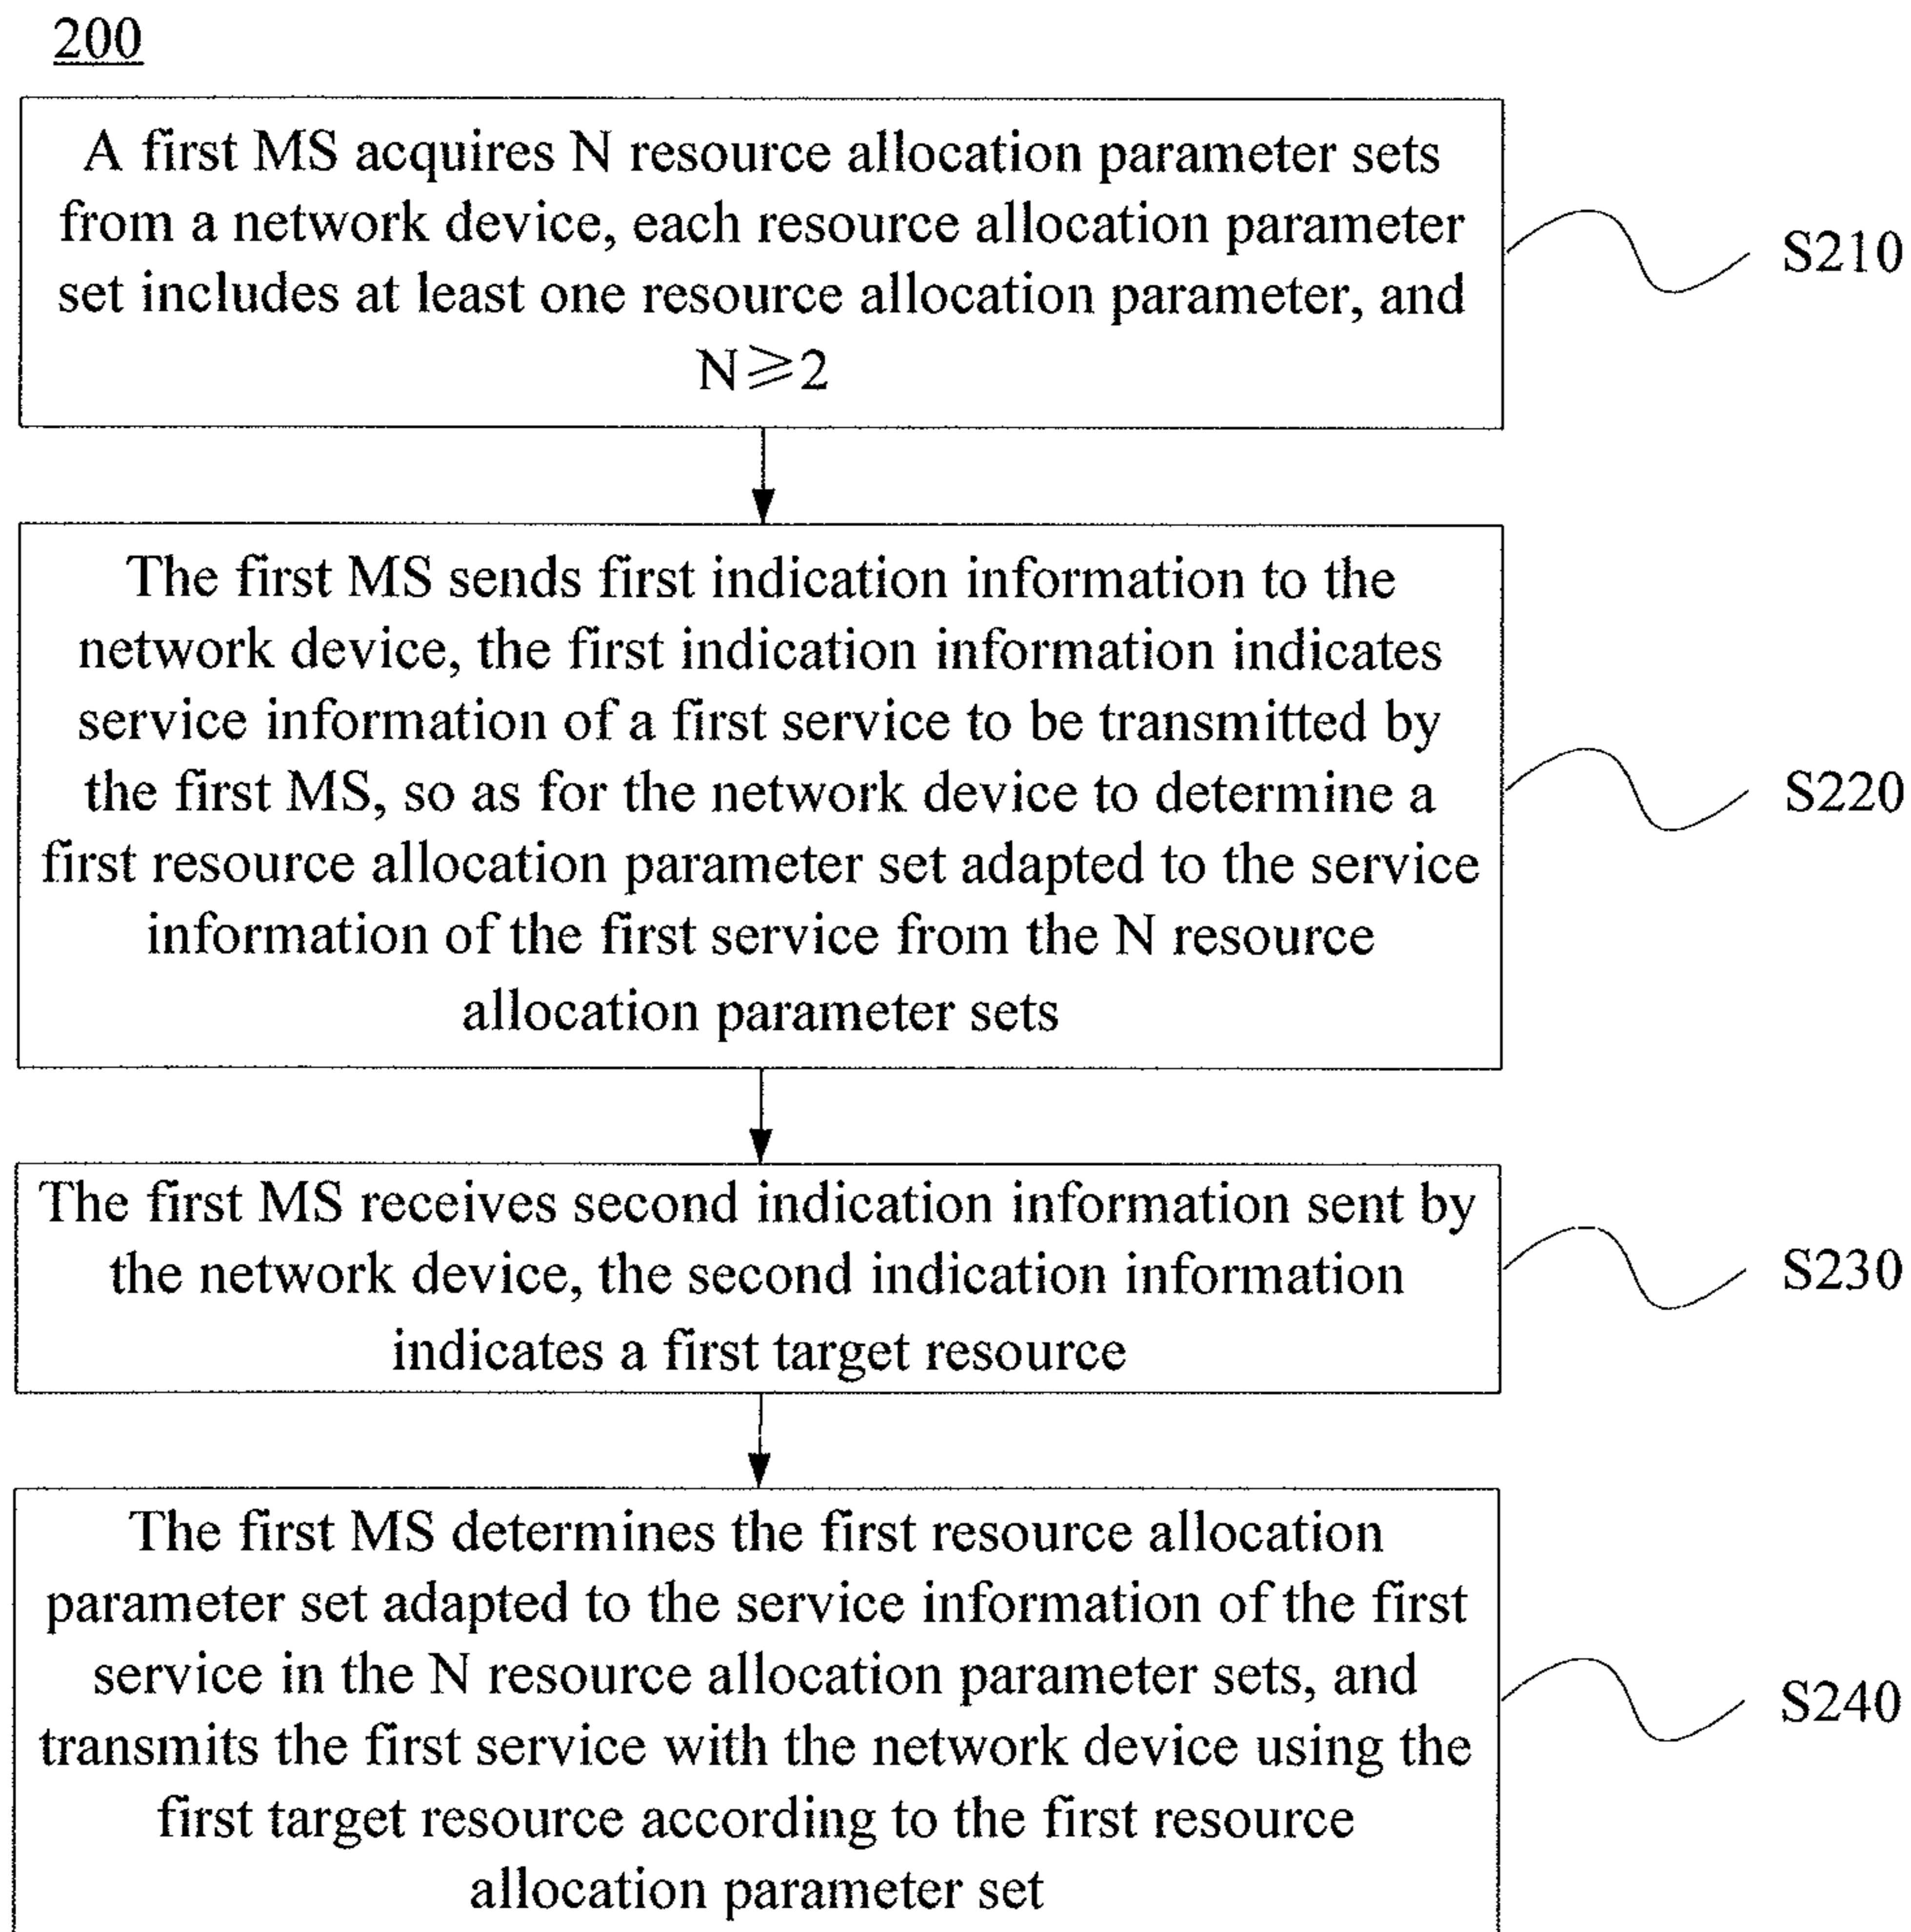 200
A first MS acquires N resource allocation parameter sets
from a network device, each resource allocation parameter
set includes at least one resource allocation parameter, and
N≥2
S210
The first MS sends first indication information to the
network device, the first indication information indicates
service information of a first service to be transmitted by
the first MS, so as for the network device to determine a
first resource allocation parameter set adapted to the service
information of the first service from the N resource
allocation parameter sets
S220
The first MS receives second indication information sent by
the network device, the second indication information
indicates a first target resource
S230
The first MS determines the first resource allocation
parameter set adapted to the service information of the first
service in the N resource allocation parameter sets, and
transmits the first service with the network device using the
first target resource according to the first resource
allocation parameter set
S240